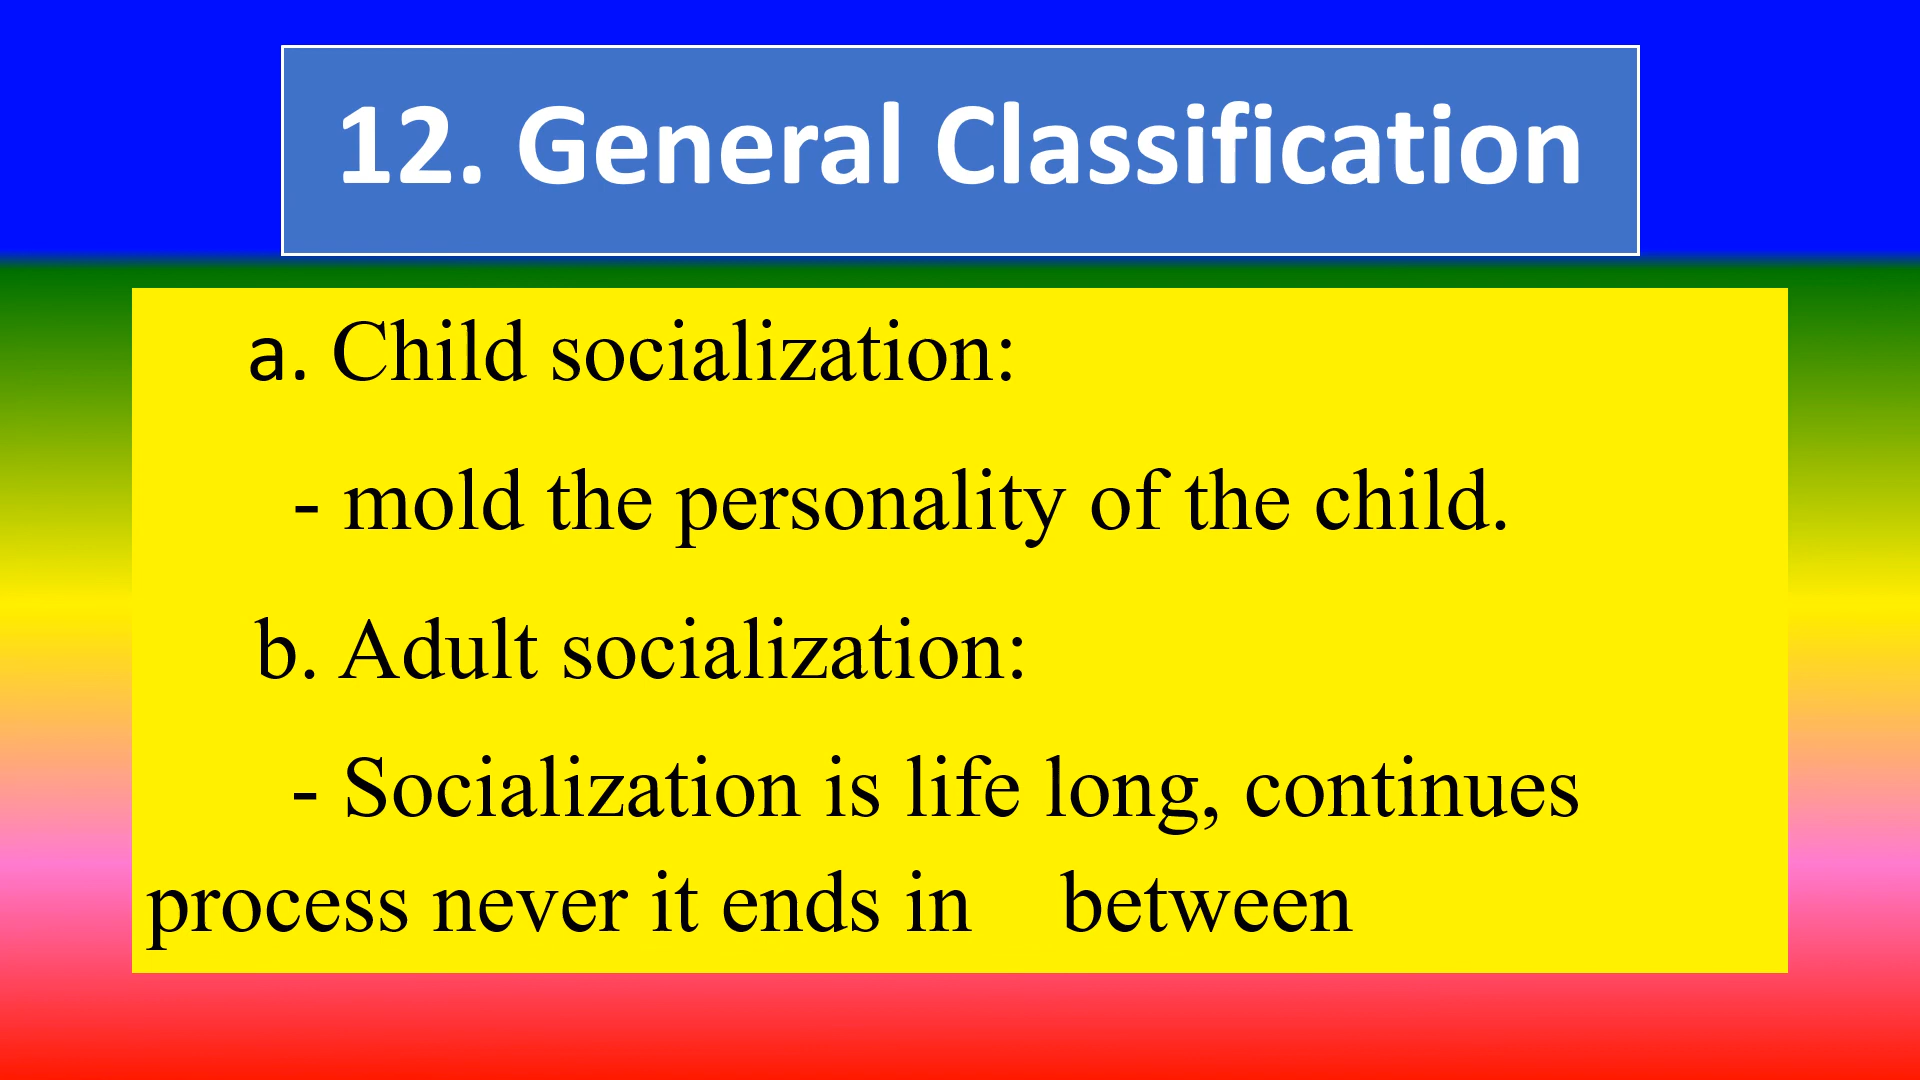 12. General Classification
a. Child socialization:
- mold the personality of the child.
b. Adult socialization:
- Socialization is life long, continues
process never it ends in    between